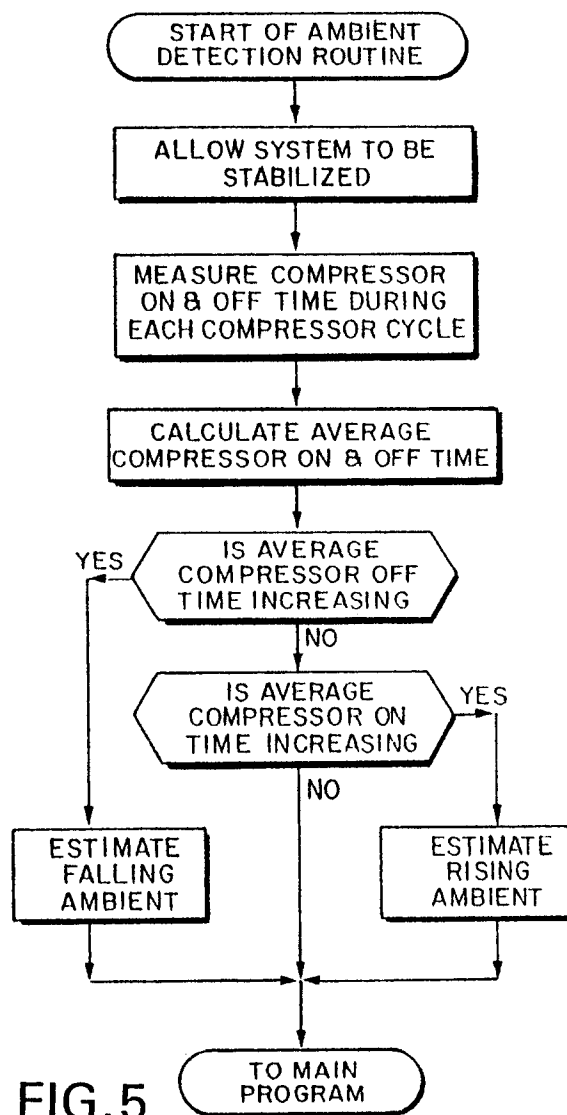 START OF AMBIENT
DETECTION ROUTINE
ALLOW SYSTEM TO BE
STABILIZED
MEASURE COMPRESSOR
ON & OFF TIME DURING
EACH COMPRESSOR CYCLE
CALCULATE AVERAGE
COMPRESSOR ON & OFF TIME
YES
IS AVERAGE
COMPRESSOR OFF
TIME INCREASING
NO
IS AVERAGE
COMPRESSOR ON
TIME INCREASING
YES
NO
ESTIMATE
FALLING
AMBIENT
ESTIMATE
RISING
AMBIENT
TO MAIN
PROGRAM
FIG.5